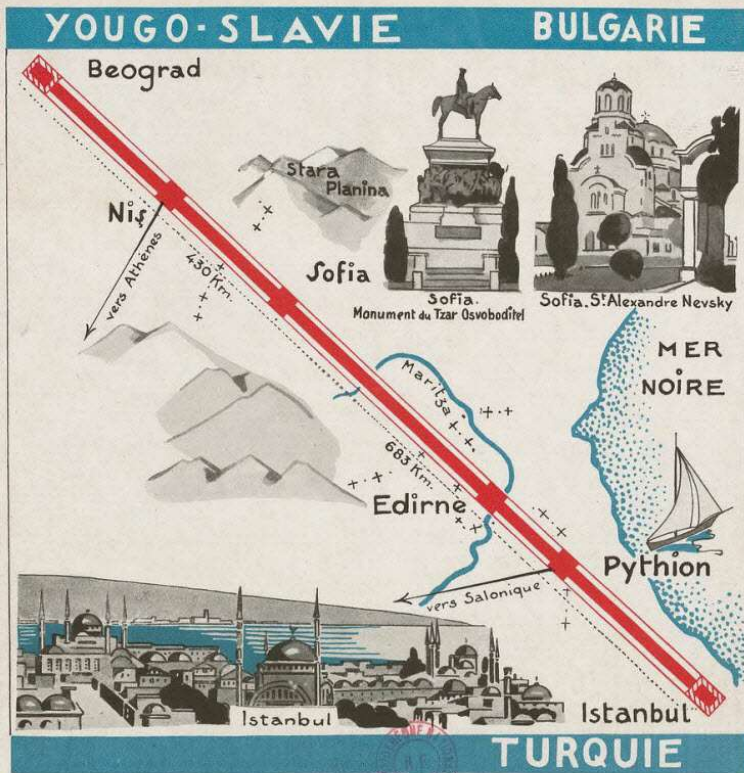 YOUGO-SLAVIE
BULGARIE
Beograd
Stara
Planina
Niş
vers Athènes
430 Km.
Sofia
Sofia.
Monument du Tzar Osvoboditel
Sofia. St Alexandre Nevsky
MER
NOIRE
Maritza
683 Km.
Edirne
Pythion
vers Salonique
Istanbul
Istanbul
TURQUIE